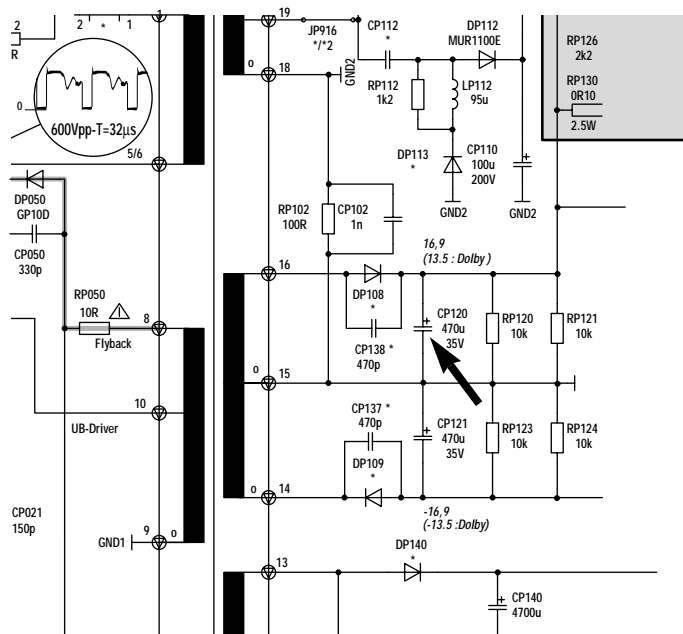 2 * 1
2
R
0
600Vpp-T=32µs
1
5/6
DP050
GP10D
CP050
330p
RP050
10R
8
Flyback
10
UB-Driver
CP021
150p
GND1
9
o
19
JP916
*/*2
CP112
*
DP112
MUR1100E
o
18
GND2
RP112
1k2
LP112
95u
DP113
*
CP110
100u
200V
GND2
GND2
RP126
2k2
RP130
0R10
2.5W
RP102
100R
CP102
1n
16,9
(13.5 : Dolby )
16
DP108
*
CP138 *
470p
CP120
470u
35V
RP120
10k
RP121
10k
o
15
CP137 *
470p
DP109
*
CP121
470u
35V
RP123
10k
RP124
10k
o
14
-16,9
(-13.5 :Dolby)
13
DP140
*
o
CP140
4700u